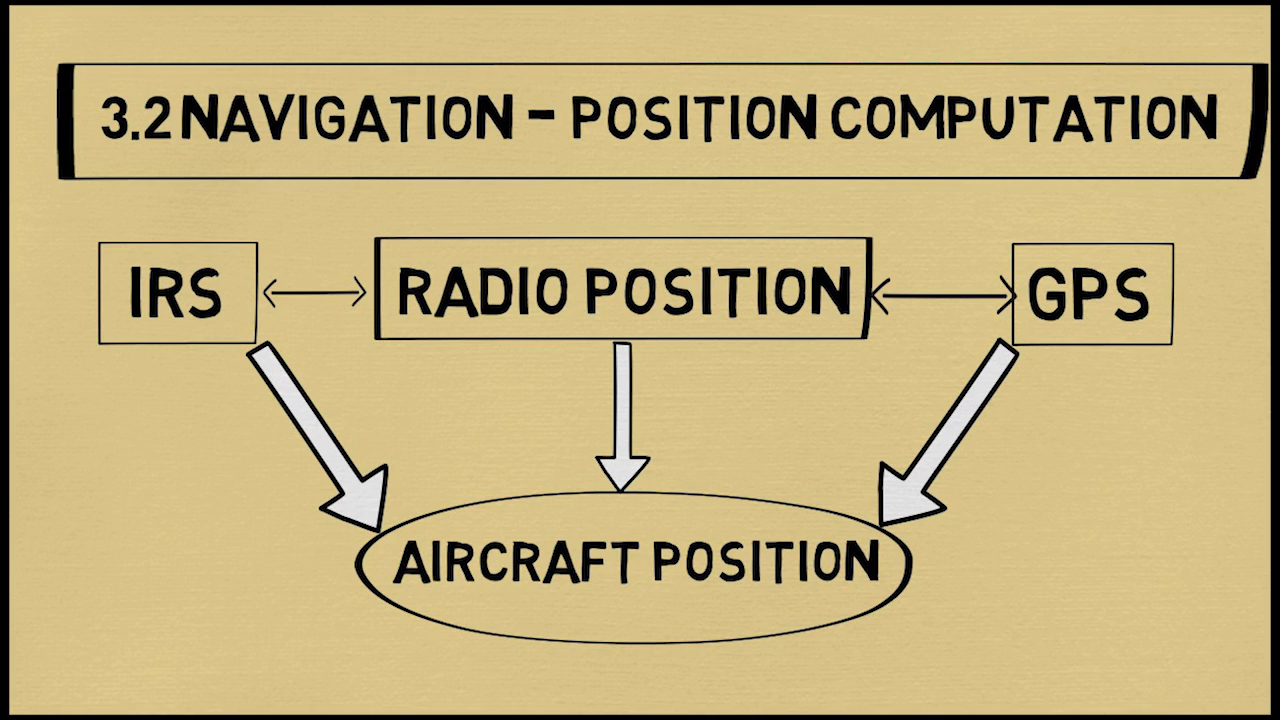 3.2 NAVIGATION - POSITION COMPUTATION
IRS
RADIO POSITION
GPS
AIRCRAFT POSITION